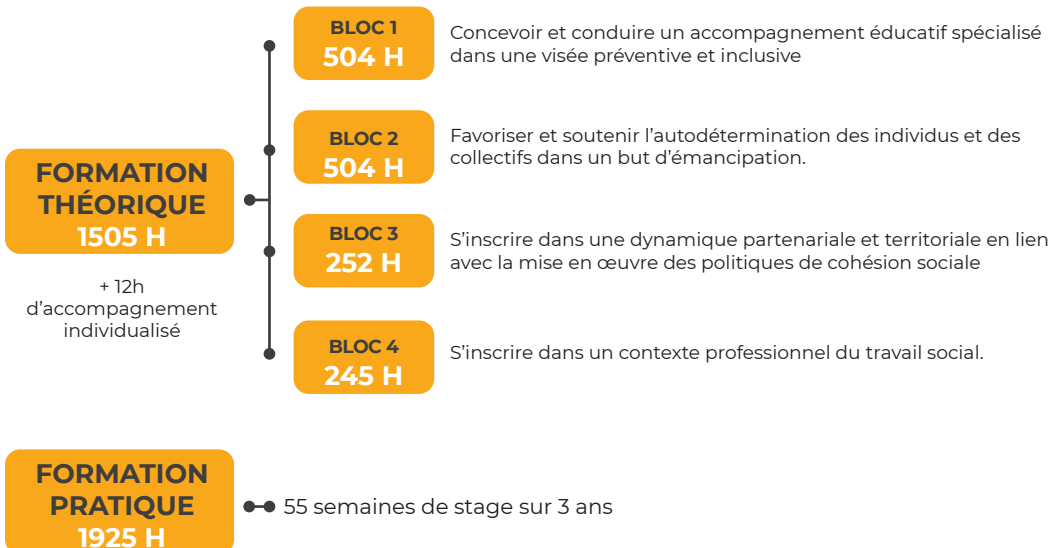 BLOC 1
504 H
Concevoir et conduire un accompagnement éducatif spécialisé
dans une visée préventive et inclusive
BLOC 2
504 H
Favoriser et soutenir l’autodétermination des individus et des
collectifs dans un but d’émancipation.
FORMATION
THÉORIQUE
1505 H
+ 12h
d’accompagnement
individualisé
BLOC 3
252 H
S’inscrire dans une dynamique partenariale et territoriale en lien
avec la mise en œuvre des politiques de cohésion sociale
BLOC 4
245 H
S’inscrire dans un contexte professionnel du travail social.
FORMATION
PRATIQUE
1925 H
55 semaines de stage sur 3 ans